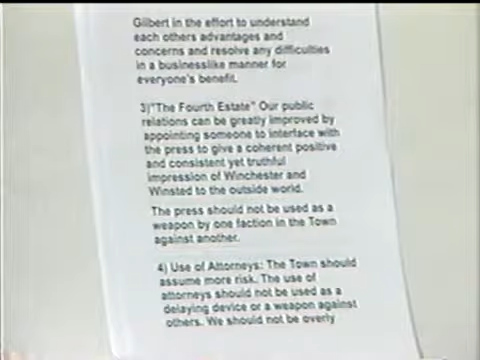 Gilbert in the effort to understand
each others advantages and
concerns and resolve any difficulties
in a businesslike manner for
everyone's benefit.
3)"The Fourth Estate" Our public
relations can be greatly improved by
appointing someone to interface with
the press to give a coherent positive
and consistent yet truthful
impression of Winchester and
Winsted to the outside world.
The press should not be used as a
weapon by one faction in the Town
against another.
4) Use of Attorneys: The Town should
assume more risk. The use of
attorneys should not be used as a
delaying device or a weapon against
others. We should not be overly